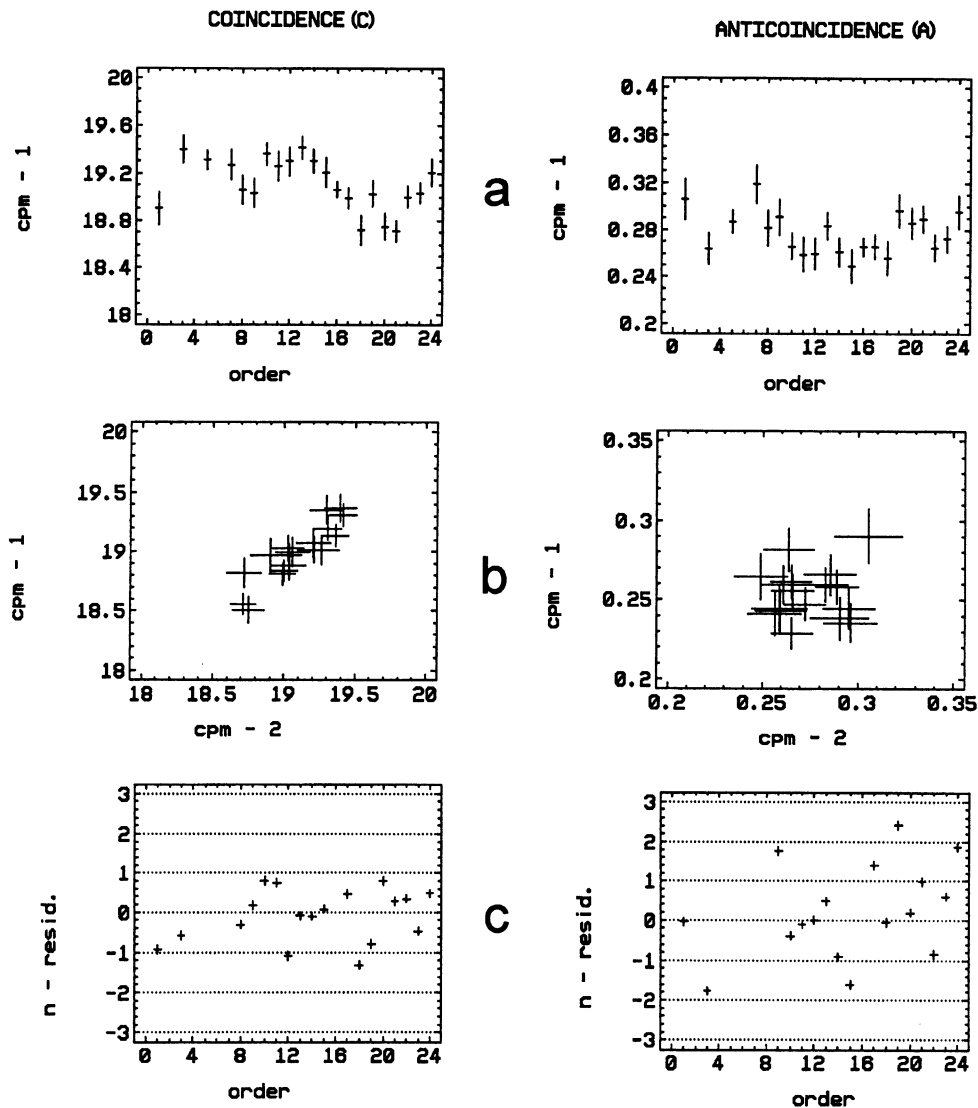 COINCIDENCE (C)
ANTICOINCIDENCE (A)
cpm - 1
20
19.6
19.2
18.8
18.4
18
0 4 8 12 16 20 24
order
a
cpm - 1
0.4
0.36
0.32
0.28
0.24
0.2
0 4 8 12 16 20 24
order
cpm - 1
20
19.5
19
18.5
18
18 18.5 19 19.5 20
cpm - 2
b
cpm - 1
0.35
0.3
0.25
0.2
0.2 0.25 0.3 0.35
cpm - 2
n - resid.
3
2
1
0
-1
-2
-3
0 4 8 12 16 20 24
order
c
n - resid.
3
2
1
0
-1
-2
-3
0 4 8 12 16 20 24
order